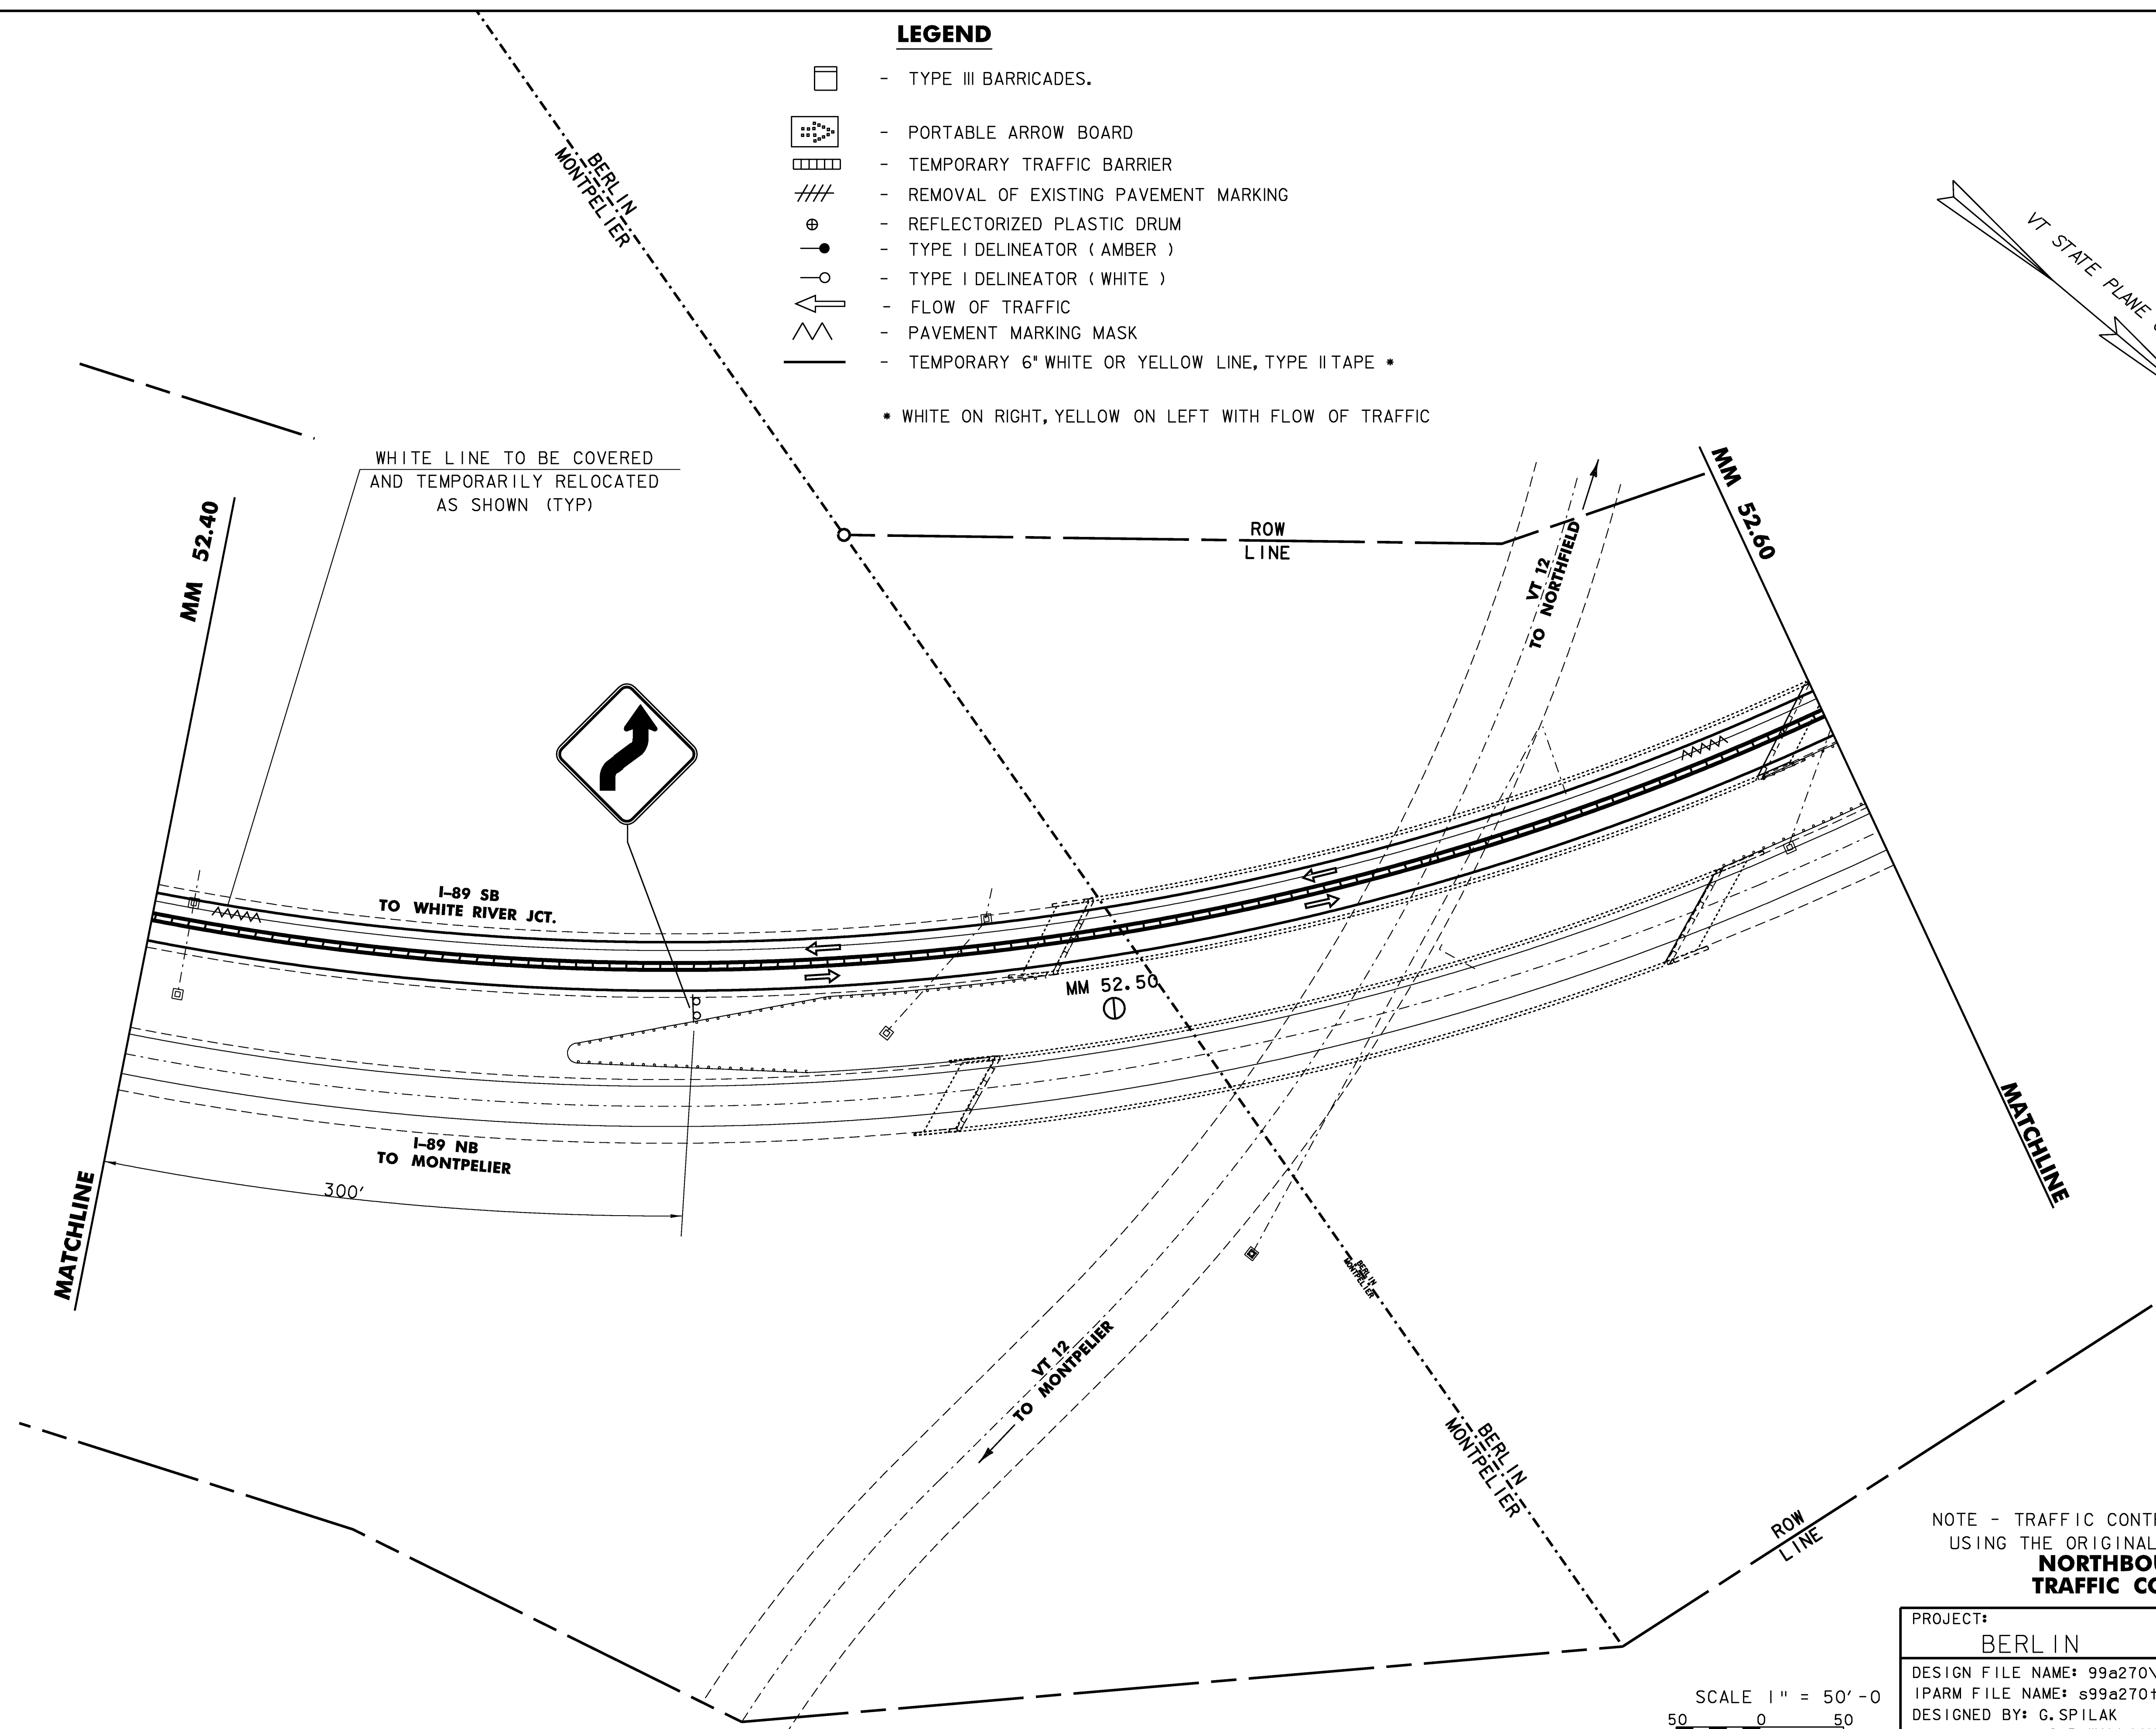 LEGEND
- TYPE III BARRICADES.
- PORTABLE ARROW BOARD
- TEMPORARY TRAFFIC BARRIER
- REMOVAL OF EXISTING PAVEMENT MARKING
- REFLECTORIZED PLASTIC DRUM
- TYPE I DELINEATOR ( AMBER )
- TYPE I DELINEATOR ( WHITE )
- FLOW OF TRAFFIC
- PAVEMENT MARKING MASK
- TEMPORARY 6" WHITE OR YELLOW LINE, TYPE II TAPE *
* WHITE ON RIGHT, YELLOW ON LEFT WITH FLOW OF TRAFFIC
BERLIN
MONTPELIER
VT STATE PLANE
WHITE LINE TO BE COVERED
AND TEMPORARILY RELOCATED
AS SHOWN (TYP)
MM 52.40
ROW
LINE
VT 12
TO NORTHFIELD
MM 52.60
I-89 SB
TO WHITE RIVER JCT.
MM 52.50
I-89 NB
TO MONTPELIER
300'
MATCHLINE
MATCHLINE
BERLIN
MONTPELIER
VT 12
TO MONTPELIER
BERLIN
MONTPELIER
ROW
LINE
NOTE - TRAFFIC CONT
USING THE ORIGINAL
NORTHBOU
TRAFFIC CO
PROJECT:
BERLIN
DESIGN FILE NAME: 99a270\
IPARM FILE NAME: s99a270t
DESIGNED BY: G. SPILAK
SCALE 1" = 50'-0
50 0 50